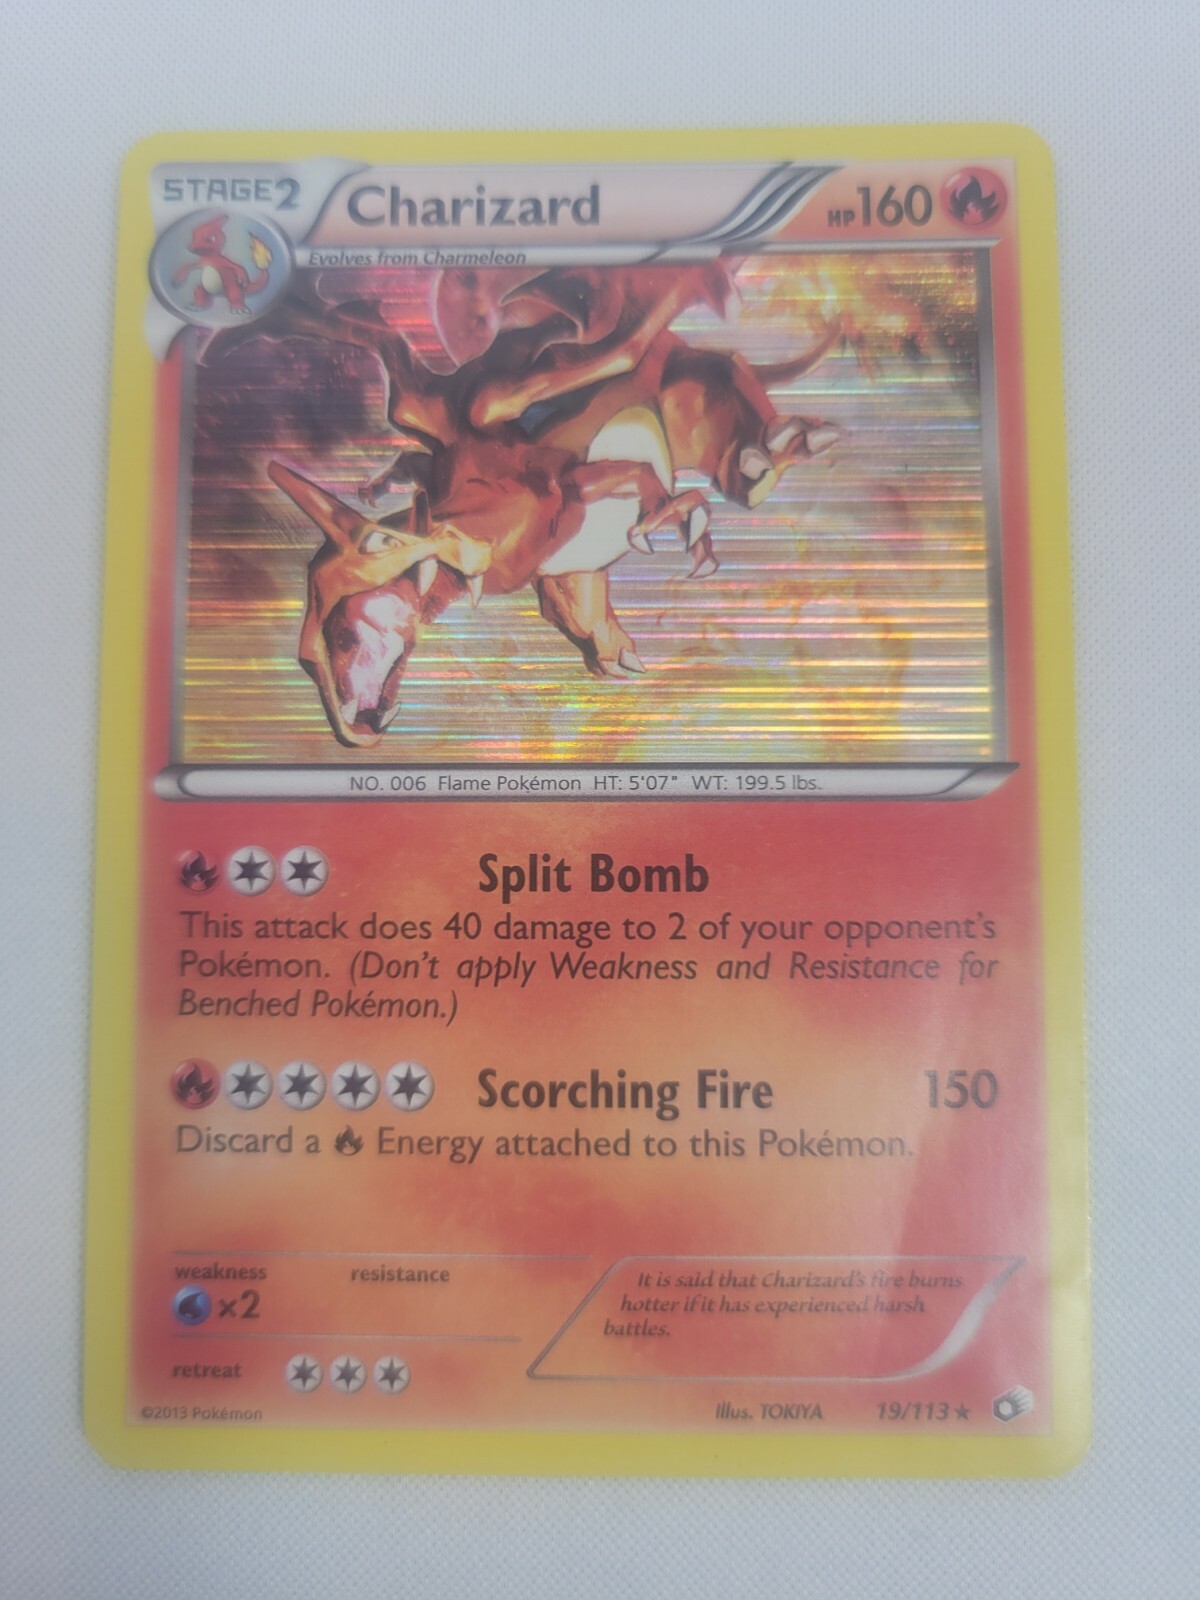 STAGE2 Charizard HP160
Evolves from Charmeleon
NO. 006 Flame Pokémon HT: 5'07" WT: 199.5 lbs.
Split Bomb
This attack does 40 damage to 2 of your opponent's
Pokémon. (Don't apply Weakness and Resistance for
Benched Pokémon.)
Scorching Fire 150
Discard a Energy attached to this Pokémon.
weakness resistance
×2
It is said that Charizard's fire burns
hotter if it has experienced harsh
battles.
retreat
©2013 Pokémon Illus. TOKIYA 19/113 ★